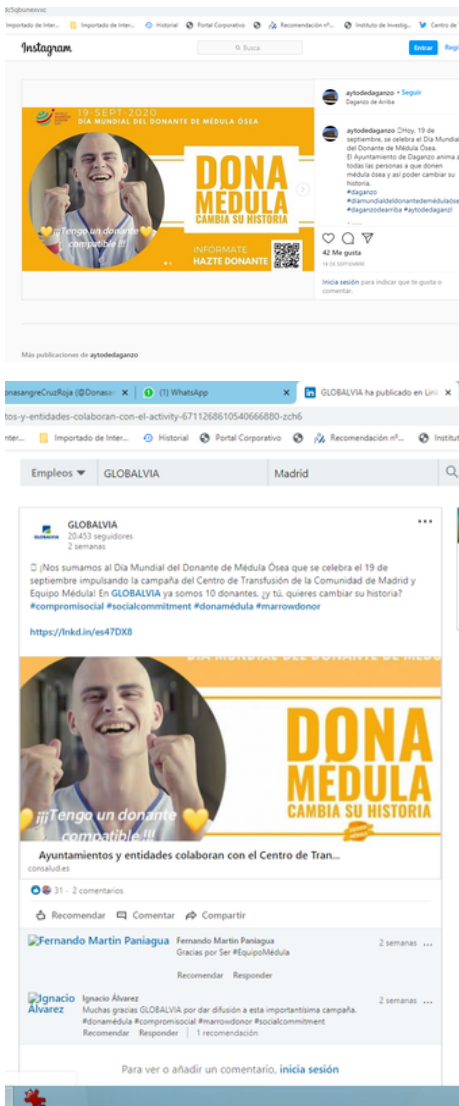 dc5qbunexvxc
Importado de Inter... Importado de Inter... Historial Portal Corporativo Recomendación nº... Instituto de Investig... Centro de
Instagram
Busca
Entrar
19-SEPT-2020
DÍA MUNDIAL DEL DONANTE DE MÉDULA ÓSEA
DONA
MÉDULA
CAMBIA SU HISTORIA
¡¡¡Tengo un donante
compatible !!!
INFÓRMATE
HAZTE DONANTE
aytodedaganzo • Seguir
Daganzo de Arriba
aytodedaganzo Hoy, 19 de
septiembre, se celebra el Día Mundial
del Donante de Médula Ósea.
El Ayuntamiento de Daganzo anima a
todas las personas a que donen
médula ósea y así poder cambiar su
historia.
#daganzo
#díamundialdeldonantedemédulaósea
#daganzodearriba #aytodedaganzo
42 Me gusta
19 DE SEPTIEMBRE
Inicia sesión para indicar que te gusta o
comentar.
Más publicaciones de aytodedaganzo
onasangreCruzRoja (@Donasa (1) WhatsApp GLOBALVIA ha publicado en Lin
tos-y-entidades-colaboran-con-el-activity-6711268610540666880-zch6
Importado de Inter... Historial Portal Corporativo Recomendación nº... Institut
Empleos GLOBALVIA Madrid
GLOBALVIA
20.453 seguidores
2 semanas
¡Nos sumamos al Día Mundial del Donante de Médula Ósea que se celebra el 19 de
septiembre impulsando la campaña del Centro de Transfusión de la Comunidad de Madrid y
Equipo Médula! En GLOBALVIA ya somos 10 donantes, ¿y tú, quieres cambiar su historia?
#compromisocial #socialcommitment #donamédula #marrowdonor
https://lnkd.in/es47DX8
DÍA MUNDIAL DEL DONANTE DE MÉDU
DONA
MÉDULA
CAMBIA SU HISTORIA
¡¡¡Tengo un donante
compatible !!!
Ayuntamientos y entidades colaboran con el Centro de Tran...
consalud.es
31 - 2 comentarios
Recomendar Comentar Compartir
Fernando Martin Paniagua Fernando Martin Paniagua 2 semanas ...
Gracias por Ser #EquipoMédula
Recomendar Responder
Ignacio Álvarez Ignacio Álvarez 2 semanas ...
Muchas gracias GLOBALVIA por dar difusión a esta importantísima campaña.
#donamédula #compromisocial #marrowdonor #socialcommitment
Recomendar Responder 1 recomendación
Para ver o añadir un comentario, inicia sesión